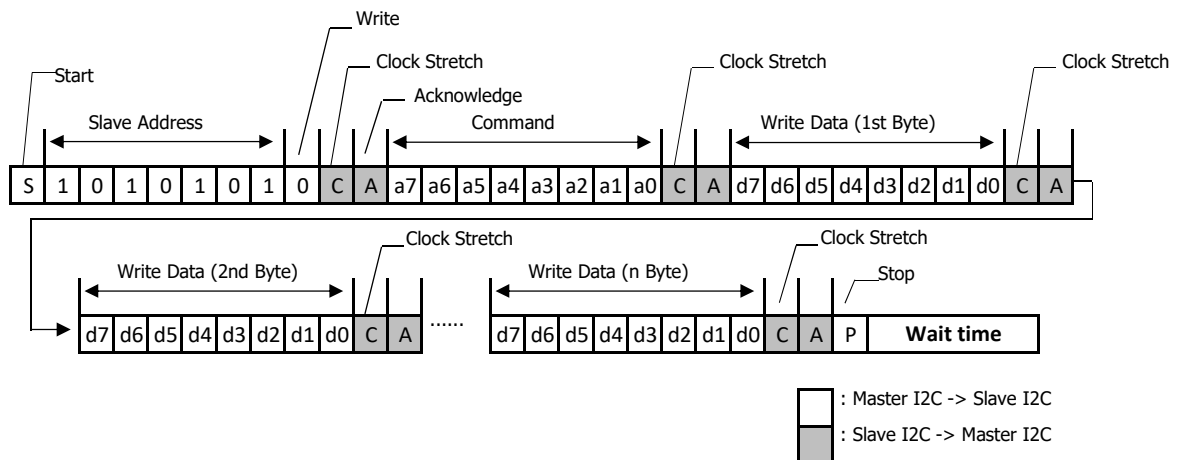 Write
Clock Stretch Clock Stretch Clock Stretch
Start
Acknowledge
Slave Address Command Write Data (1st Byte)
S 1 0 1 0 1 0 1 0 C A a7 a6 a5 a4 a3 a2 a1 a0 C A d7 d6 d5 d4 d3 d2 d1 d0 C A
Clock Stretch Clock Stretch
Write Data (2nd Byte) Write Data (n Byte) Stop
d7 d6 d5 d4 d3 d2 d1 d0 C A ...... d7 d6 d5 d4 d3 d2 d1 d0 C A P Wait time
: Master I2C -> Slave I2C
: Slave I2C -> Master I2C